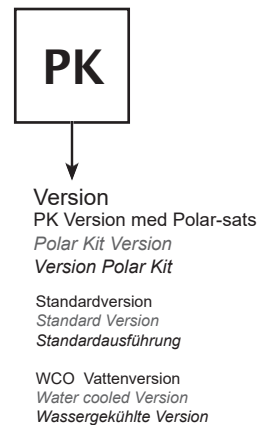 PK
Version
PK Version med Polar-sats
Polar Kit Version
Version Polar Kit
Standardversion
Standard Version
Standardausführung
WCO Vattenversion
Water cooled Version
Wassergekühlte Version